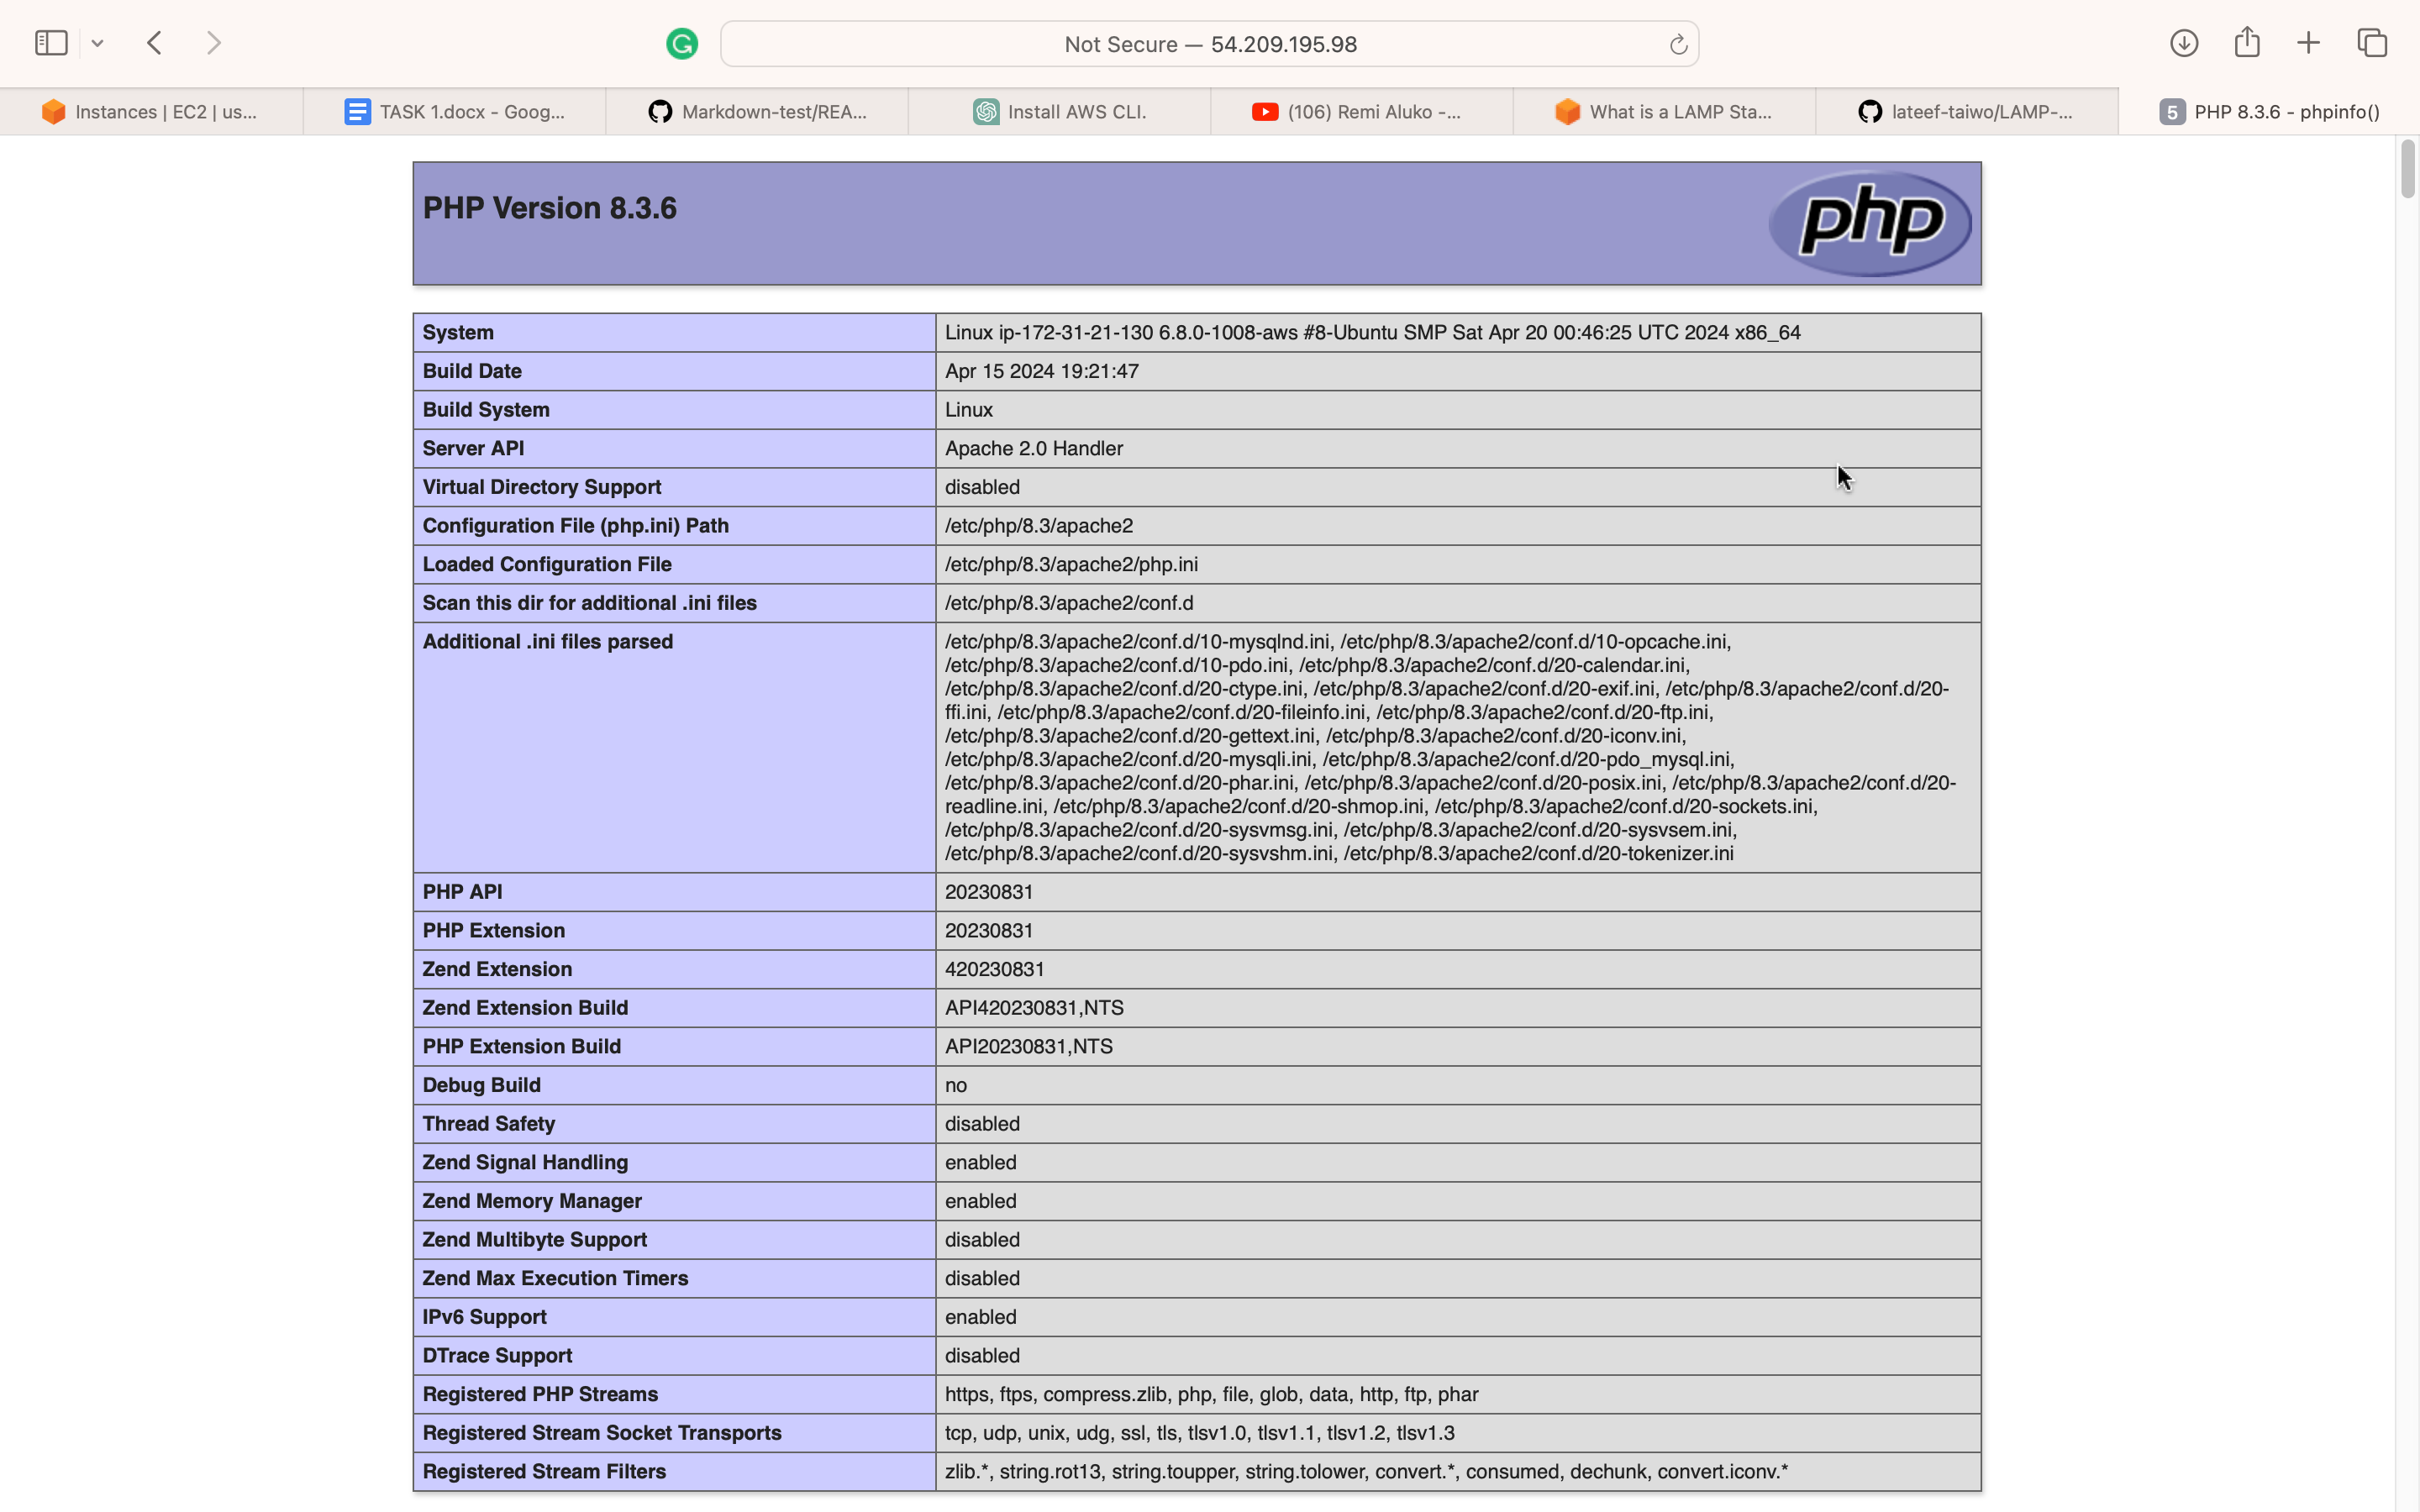 Not Secure — 54.209.195.98
Instances | EC2 | us...
TASK 1.docx - Goog...
Markdown-test/REA...
Install AWS CLI.
(106) Remi Aluko -...
What is a LAMP Sta...
lateef-taiwo/LAMP-...
5 PHP 8.3.6 - phpinfo()
PHP Version 8.3.6
php
System Linux ip-172-31-21-130 6.8.0-1008-aws #8-Ubuntu SMP Sat Apr 20 00:46:25 UTC 2024 x86_64
Build Date Apr 15 2024 19:21:47
Build System Linux
Server API Apache 2.0 Handler
Virtual Directory Support disabled
Configuration File (php.ini) Path /etc/php/8.3/apache2
Loaded Configuration File /etc/php/8.3/apache2/php.ini
Scan this dir for additional .ini files /etc/php/8.3/apache2/conf.d
Additional .ini files parsed /etc/php/8.3/apache2/conf.d/10-mysqlnd.ini, /etc/php/8.3/apache2/conf.d/10-opcache.ini,
/etc/php/8.3/apache2/conf.d/10-pdo.ini, /etc/php/8.3/apache2/conf.d/20-calendar.ini,
/etc/php/8.3/apache2/conf.d/20-ctype.ini, /etc/php/8.3/apache2/conf.d/20-exif.ini, /etc/php/8.3/apache2/conf.d/20-
ffi.ini, /etc/php/8.3/apache2/conf.d/20-fileinfo.ini, /etc/php/8.3/apache2/conf.d/20-ftp.ini,
/etc/php/8.3/apache2/conf.d/20-gettext.ini, /etc/php/8.3/apache2/conf.d/20-iconv.ini,
/etc/php/8.3/apache2/conf.d/20-mysqli.ini, /etc/php/8.3/apache2/conf.d/20-pdo_mysql.ini,
/etc/php/8.3/apache2/conf.d/20-phar.ini, /etc/php/8.3/apache2/conf.d/20-posix.ini, /etc/php/8.3/apache2/conf.d/20-
readline.ini, /etc/php/8.3/apache2/conf.d/20-shmop.ini, /etc/php/8.3/apache2/conf.d/20-sockets.ini,
/etc/php/8.3/apache2/conf.d/20-sysvmsg.ini, /etc/php/8.3/apache2/conf.d/20-sysvsem.ini,
/etc/php/8.3/apache2/conf.d/20-sysvshm.ini, /etc/php/8.3/apache2/conf.d/20-tokenizer.ini
PHP API 20230831
PHP Extension 20230831
Zend Extension 420230831
Zend Extension Build API420230831,NTS
PHP Extension Build API20230831,NTS
Debug Build no
Thread Safety disabled
Zend Signal Handling enabled
Zend Memory Manager enabled
Zend Multibyte Support disabled
Zend Max Execution Timers disabled
IPv6 Support enabled
DTrace Support disabled
Registered PHP Streams https, ftps, compress.zlib, php, file, glob, data, http, ftp, phar
Registered Stream Socket Transports tcp, udp, unix, udg, ssl, tls, tlsv1.0, tlsv1.1, tlsv1.2, tlsv1.3
Registered Stream Filters zlib.*, string.rot13, string.toupper, string.tolower, convert.*, consumed, dechunk, convert.iconv.*